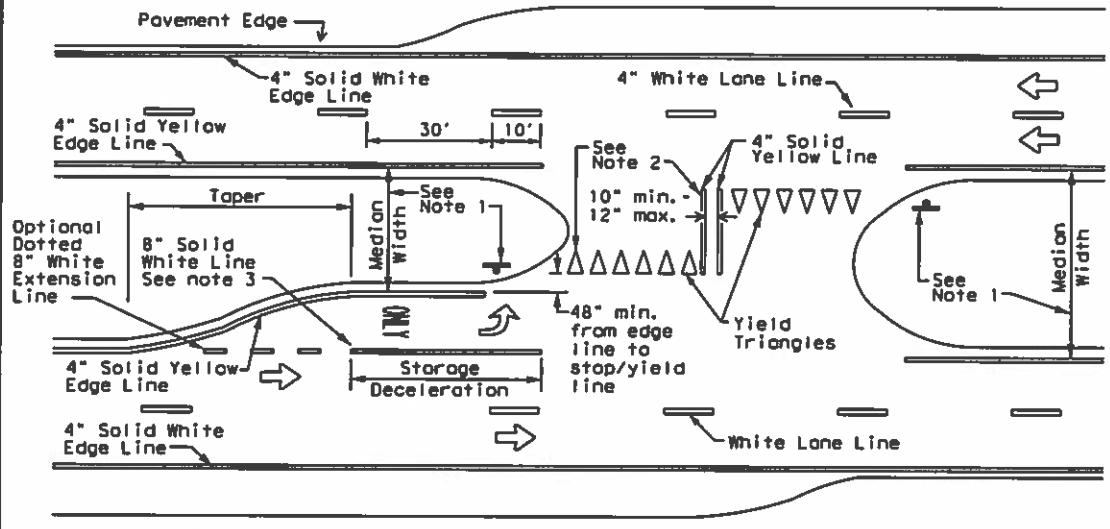 Pavement Edge
4" Solid White
Edge Line
4" White Lane Line
4" Solid Yellow
Edge Line
30'
10'
See
Note 2
4" Solid
Yellow Line
Taper
See
Note 1
10" min.
12" max.
Optional
Dotted
8" White
Extension
Line
8" Solid
White Line
See note 3
Median
Width
See
Note 1
Median
Width
ONLY
48" min.
from edge
line to
stop/yield
line
Yield
Triangles
4" Solid Yellow
Edge Line
Storage
Deceleration
4" Solid White
Edge Line
White Lane Line